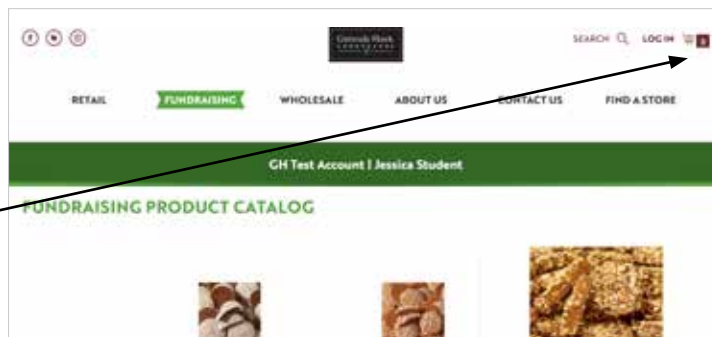 SEARCH LOG IN
RETAIL FUNDRAISING WHOLESALE ABOUT US CONTACT US FIND A STORE
GH Test Account | Jessica Student
FUNDRAISING PRODUCT CATALOG